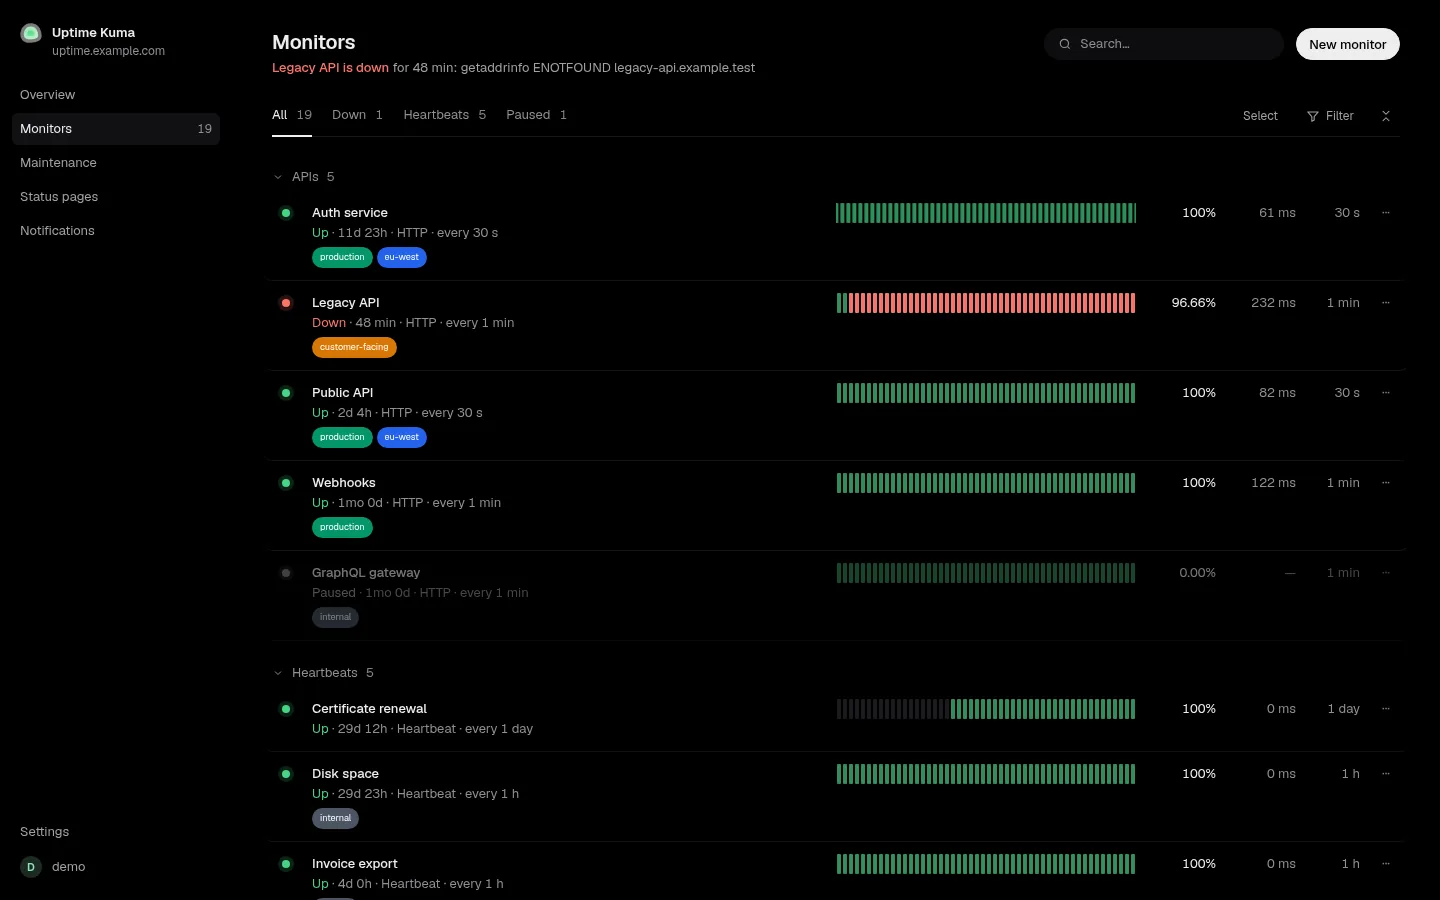 Uptime Kuma
uptime.example.com
Overview
Monitors 19
Maintenance
Status pages
Notifications
Settings
D demo
Monitors
Legacy API is down for 48 min: getaddrinfo ENOTFOUND legacy-api.example.test
Search...
New monitor
All 19 Down 1 Heartbeats 5 Paused 1
Select Filter
APIs 5
Auth service 100% 61 ms 30 s
Up · 11d 23h · HTTP · every 30 s
production eu-west
Legacy API 96.66% 232 ms 1 min
Down · 48 min · HTTP · every 1 min
customer-facing
Public API 100% 82 ms 30 s
Up · 2d 4h · HTTP · every 30 s
production eu-west
Webhooks 100% 122 ms 1 min
Up · 1mo 0d · HTTP · every 1 min
production
GraphQL gateway 0.00% — 1 min
Paused · 1mo 0d · HTTP · every 1 min
internal
Heartbeats 5
Certificate renewal 100% 0 ms 1 day
Up · 29d 12h · Heartbeat · every 1 day
Disk space 100% 0 ms 1 h
Up · 29d 23h · Heartbeat · every 1 h
internal
Invoice export 100% 0 ms 1 h
Up · 4d 0h · Heartbeat · every 1 h